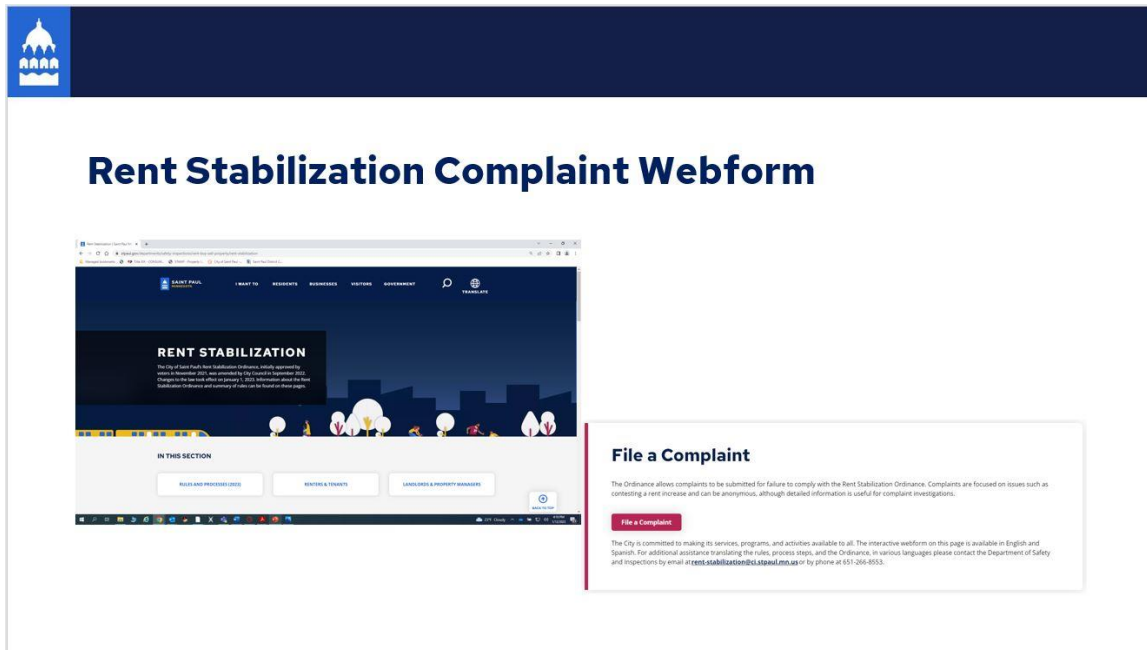 Rent Stabilization Complaint Webform
SAINT PAUL
MINNESOTA
I WANT TO
RESIDENTS
BUSINESSES
VISITORS
GOVERNMENT
TRANSLATE
RENT STABILIZATION
The City of Saint Paul's Rent Stabilization Ordinance, initially approved by
voters in November 2021, was amended by City Council in September 2022.
Changes to the law took effect on January 1, 2023. Information about the Rent
Stabilization Ordinance and summary of rules can be found on these pages.
IN THIS SECTION
RULES AND PROCESSES (2023)
RENTERS & TENANTS
LANDLORDS & PROPERTY MANAGERS
BACK TO TOP
File a Complaint
The Ordinance allows complaints to be submitted for failure to comply with the Rent Stabilization Ordinance. Complaints are focused on issues such as
contesting a rent increase and can be anonymous, although detailed information is useful for complaint investigations.
File a Complaint
The City is committed to making its services, programs, and activities available to all. The interactive webform on this page is available in English and
Spanish. For additional assistance translating the rules, process steps, and the Ordinance, in various languages please contact the Department of Safety
and Inspections by email at rent-stabilization@ci.stpaul.mn.us or by phone at 651-266-8553.